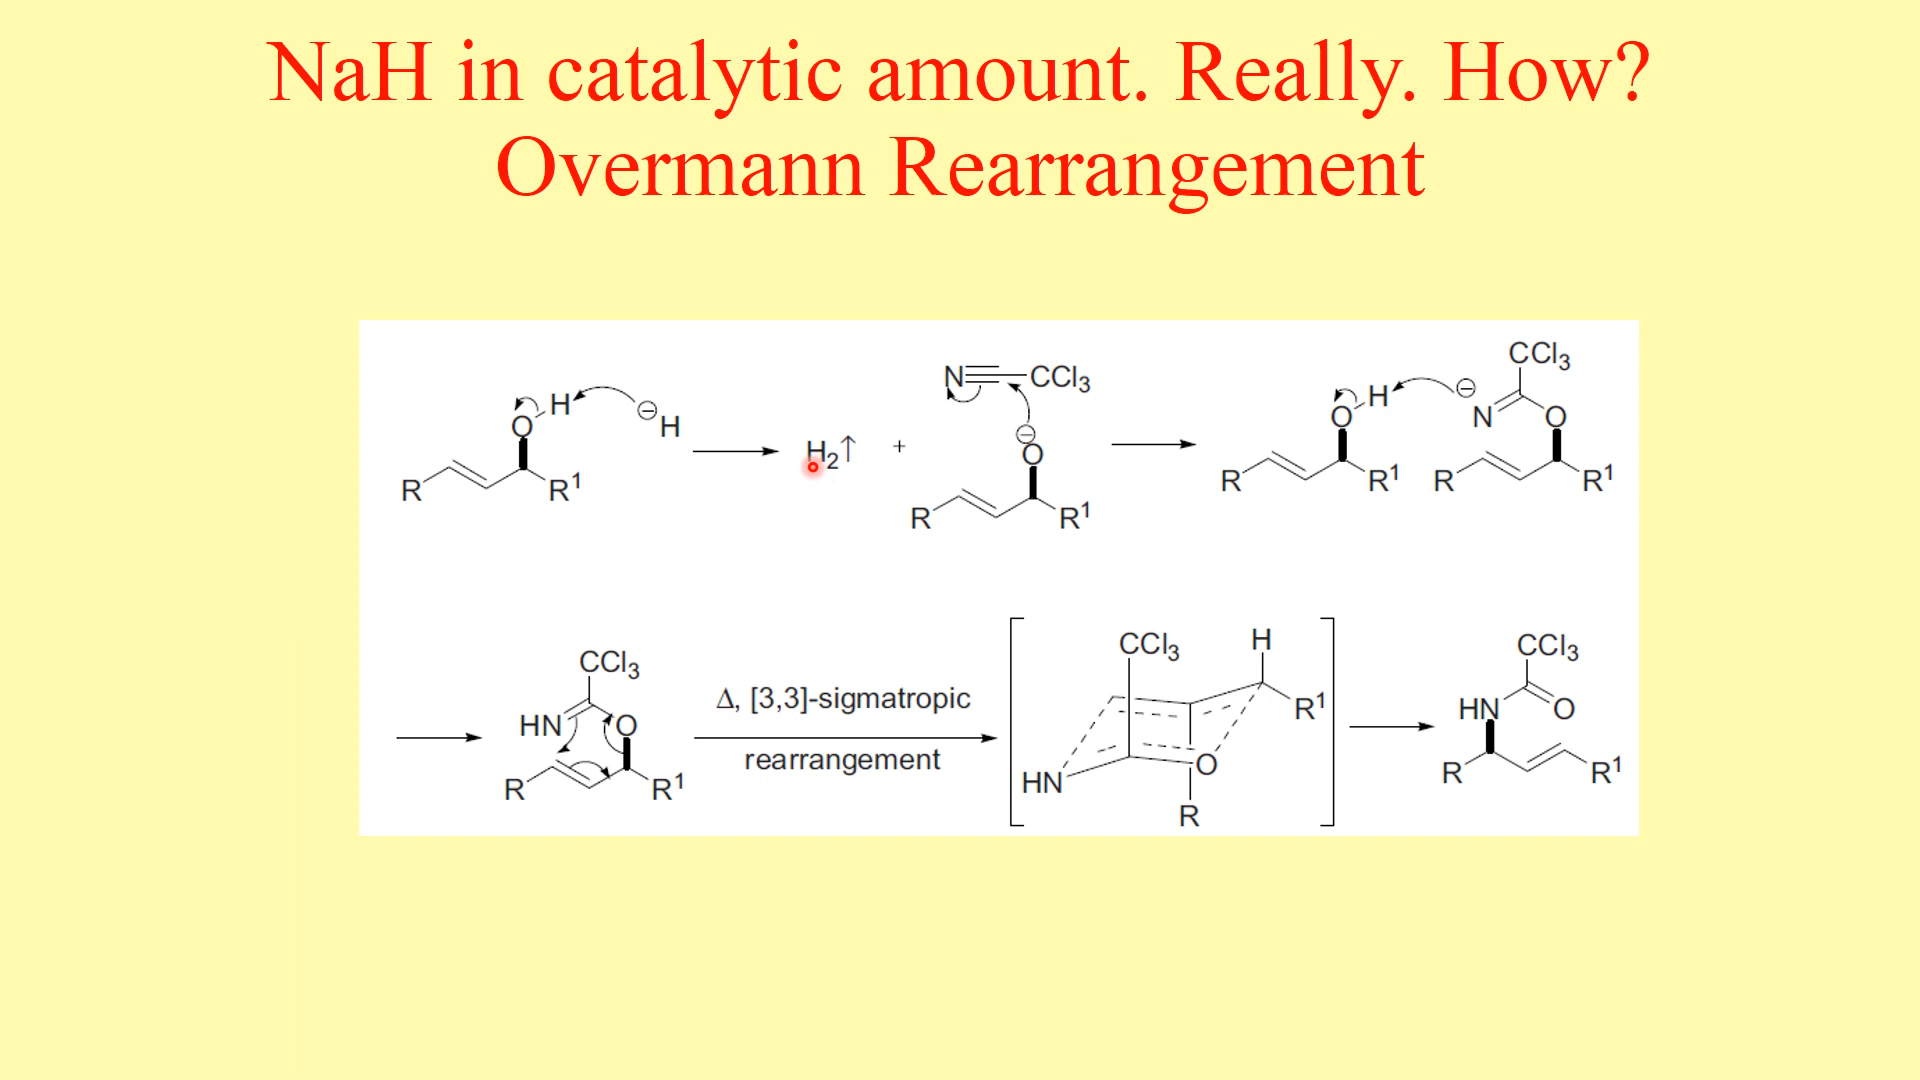 NaH in catalytic amount. Really. How?
Overmann Rearrangement
N CCl3 CCl3
O H ⊖ H
H2↑ + ⊖ O
O H ⊖ N O
R R1
R R1
R R1 R R1
CCl3 HN O R R1
Δ, [3,3]-sigmatropic
rearrangement
CCl3 H R1 HN O R
CCl3 HN O R R1